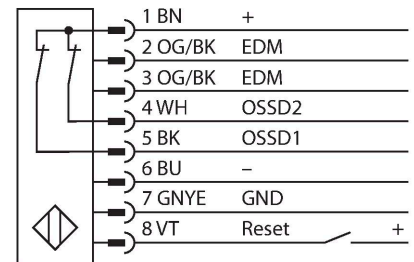 1 BN +
2 OG/BK EDM
3 OG/BK EDM
4 WH OSSD2
5 BK OSSD1
6 BU –
7 GNYE GND
8 VT Reset +